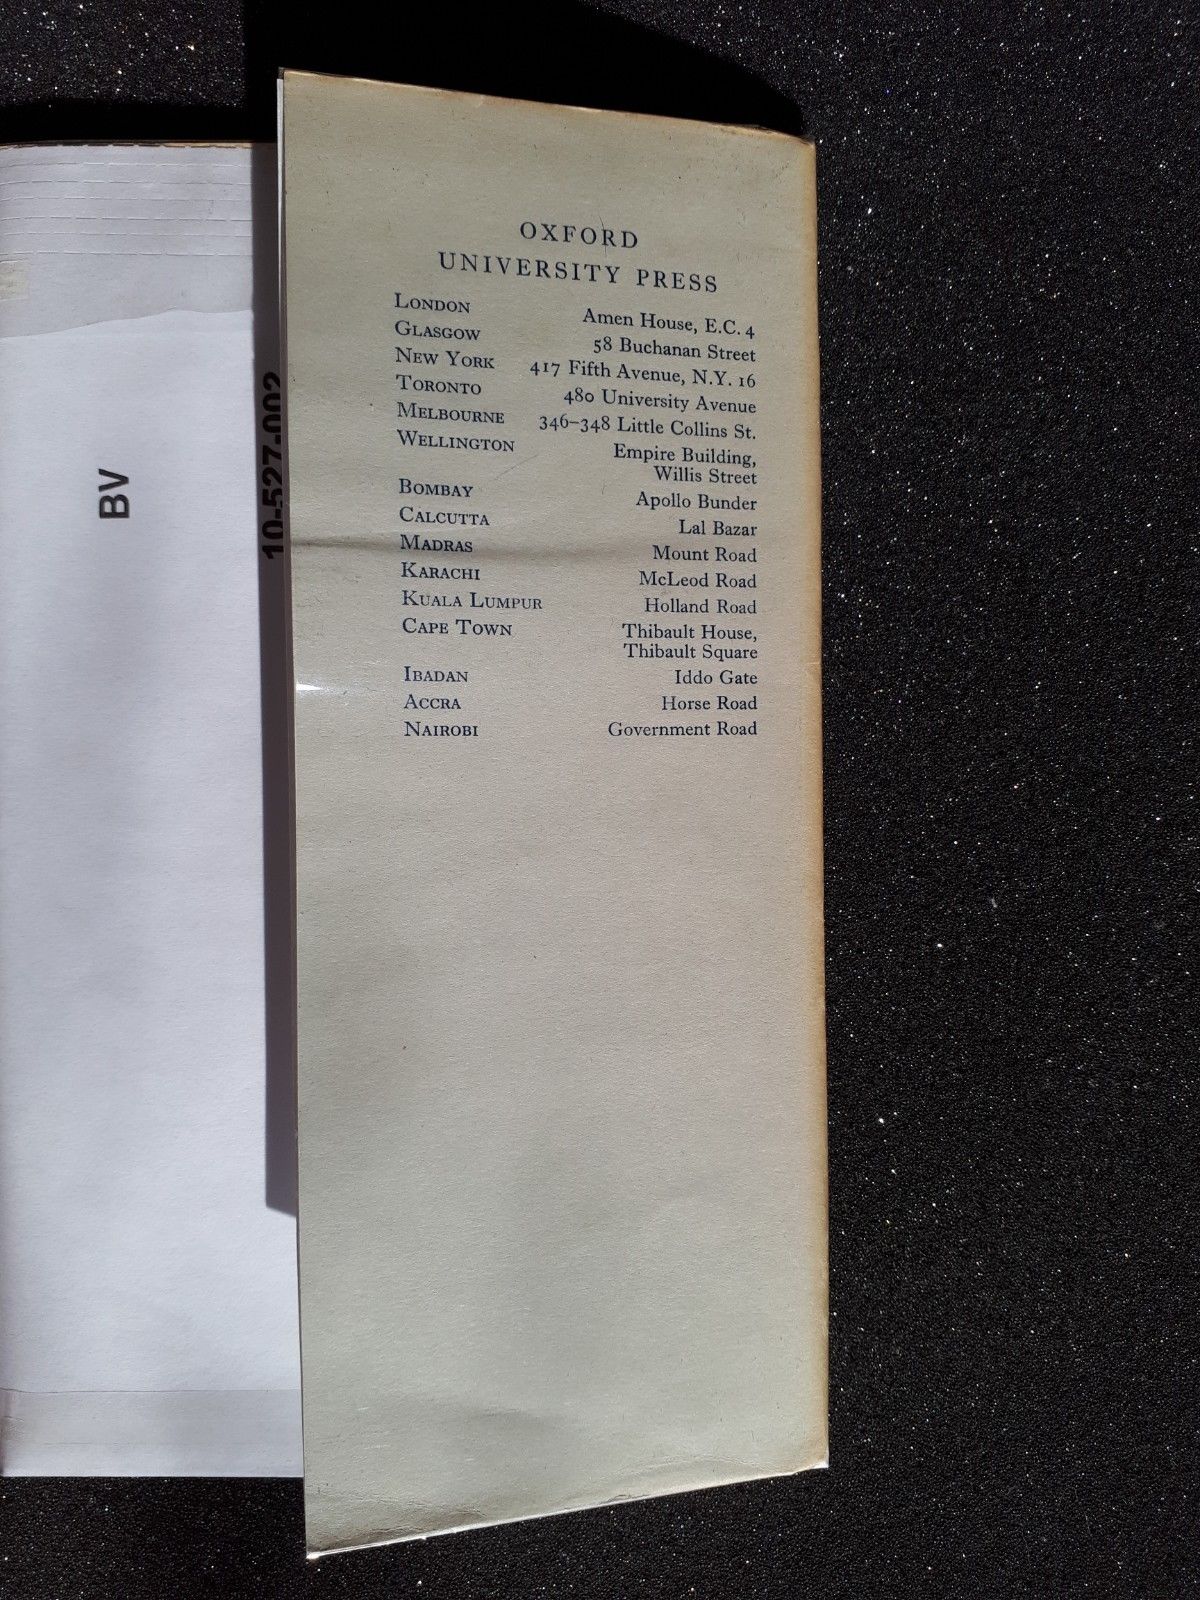 OXFORD
UNIVERSITY PRESS
LONDON Amen House, E.C. 4
GLASGOW 58 Buchanan Street
NEW YORK 417 Fifth Avenue, N.Y. 16
TORONTO 480 University Avenue
MELBOURNE 346–348 Little Collins St.
WELLINGTON Empire Building,
Willis Street
BOMBAY Apollo Bunder
CALCUTTA Lal Bazar
MADRAS Mount Road
KARACHI McLeod Road
KUALA LUMPUR Holland Road
CAPE TOWN Thibault House,
Thibault Square
IBADAN Iddo Gate
ACCRA Horse Road
NAIROBI Government Road
BV
10-527-002